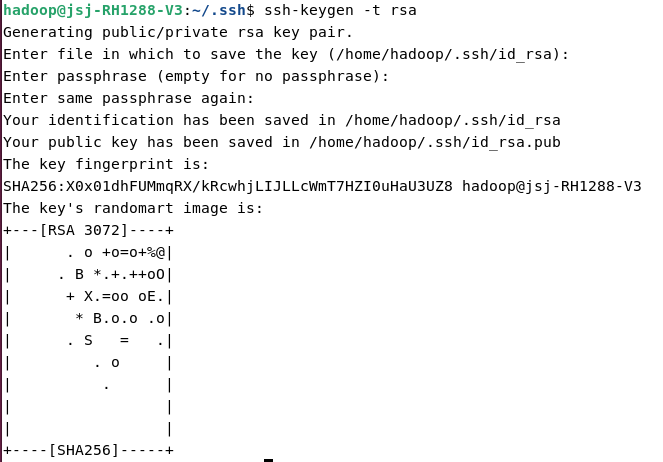 hadoop@jsj-RH1288-V3:~/.ssh$ ssh-keygen -t rsa
Generating public/private rsa key pair.
Enter file in which to save the key (/home/hadoop/.ssh/id_rsa):
Enter passphrase (empty for no passphrase):
Enter same passphrase again:
Your identification has been saved in /home/hadoop/.ssh/id_rsa
Your public key has been saved in /home/hadoop/.ssh/id_rsa.pub
The key fingerprint is:
SHA256:X0x01dhFUMmqRX/kRcwhjLIJLLcWmT7HZI0uHaU3UZ8 hadoop@jsj-RH1288-V3
The key's randomart image is:
+---[RSA 3072]----+
|      . o +o=o+%@|
|     . B *.+.++oO|
|      + X.=oo oE.|
|       * B.o.o .o|
|      . S   =   .|
|         . o     |
|          .      |
|                 |
|                 |
+----[SHA256]-----+